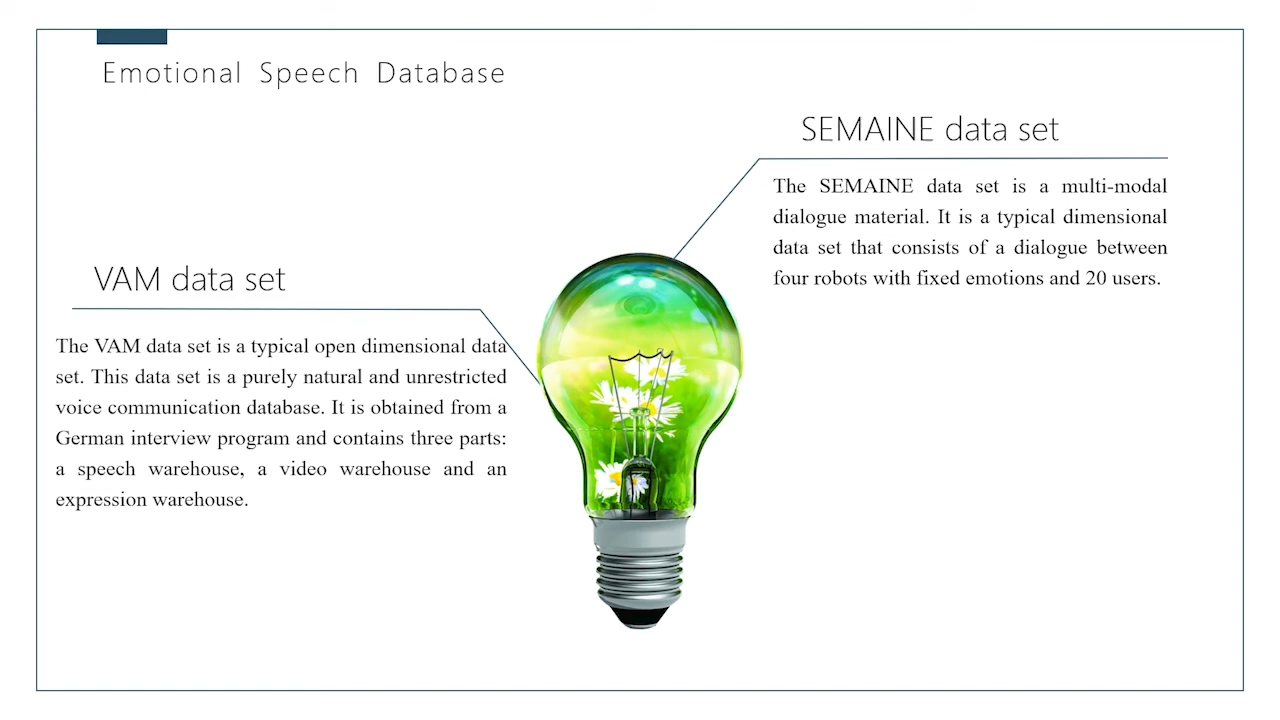 Emotional Speech Database
SEMAINE data set
The SEMAINE data set is a multi-modal
dialogue material. It is a typical dimensional
data set that consists of a dialogue between
four robots with fixed emotions and 20 users.
VAM data set
The VAM data set is a typical open dimensional data
set. This data set is a purely natural and unrestricted
voice communication database. It is obtained from a
German interview program and contains three parts:
a speech warehouse, a video warehouse and an
expression warehouse.